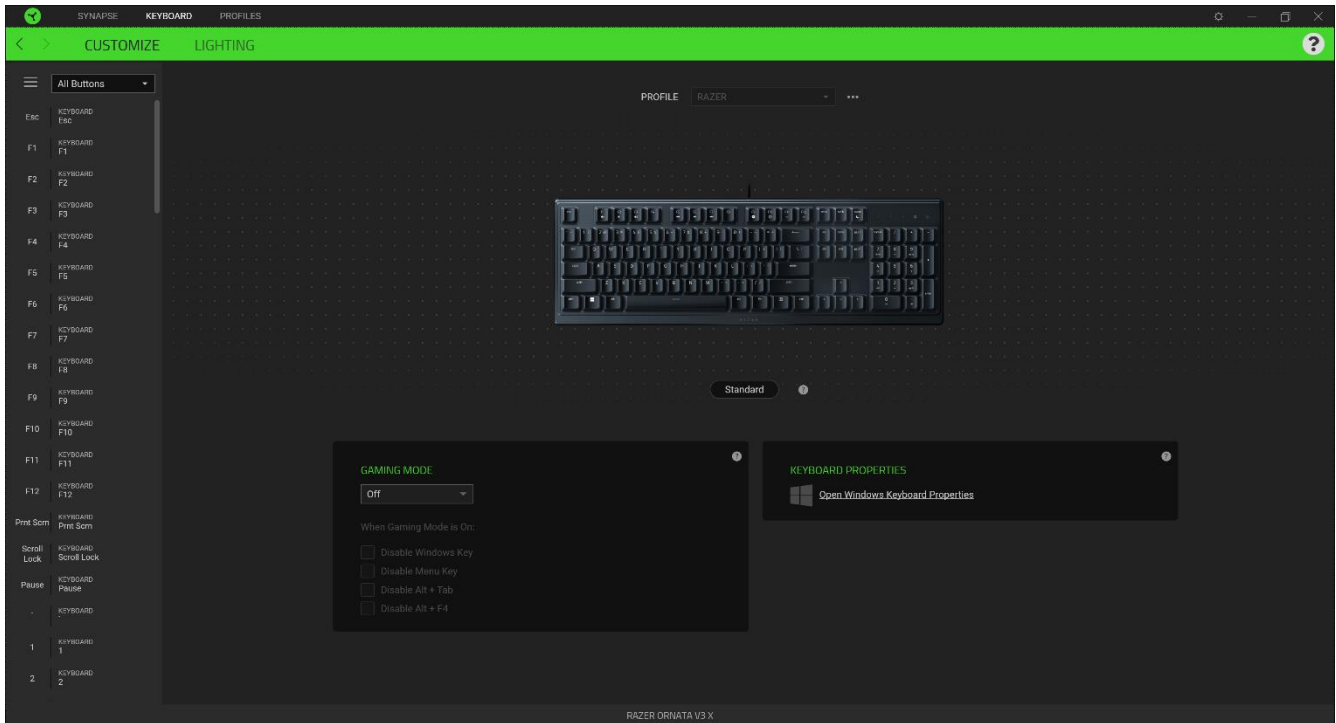 SYNAPSE KEYBOARD PROFILES
CUSTOMIZE LIGHTING
?
All Buttons
PROFILE RAZER
Esc KEYBOARD
Esc
F1 KEYBOARD
F1
F2 KEYBOARD
F2
F3 KEYBOARD
F3
F4 KEYBOARD
F4
F5 KEYBOARD
F5
F6 KEYBOARD
F6
F7 KEYBOARD
F7
F8 KEYBOARD
F8
F9 KEYBOARD
F9
F10 KEYBOARD
F10
F11 KEYBOARD
F11
F12 KEYBOARD
F12
Prnt Scrn KEYBOARD
Prnt Scrn
Scroll Lock KEYBOARD
Scroll Lock
Pause KEYBOARD
Pause
KEYBOARD
1 KEYBOARD
1
2 KEYBOARD
2
Standard ?
GAMING MODE ?
Off
When Gaming Mode is On:
Disable Windows Key
Disable Menu Key
Disable Alt + Tab
Disable Alt + F4
KEYBOARD PROPERTIES ?
Open Windows Keyboard Properties
RAZER ORNATA V3 X